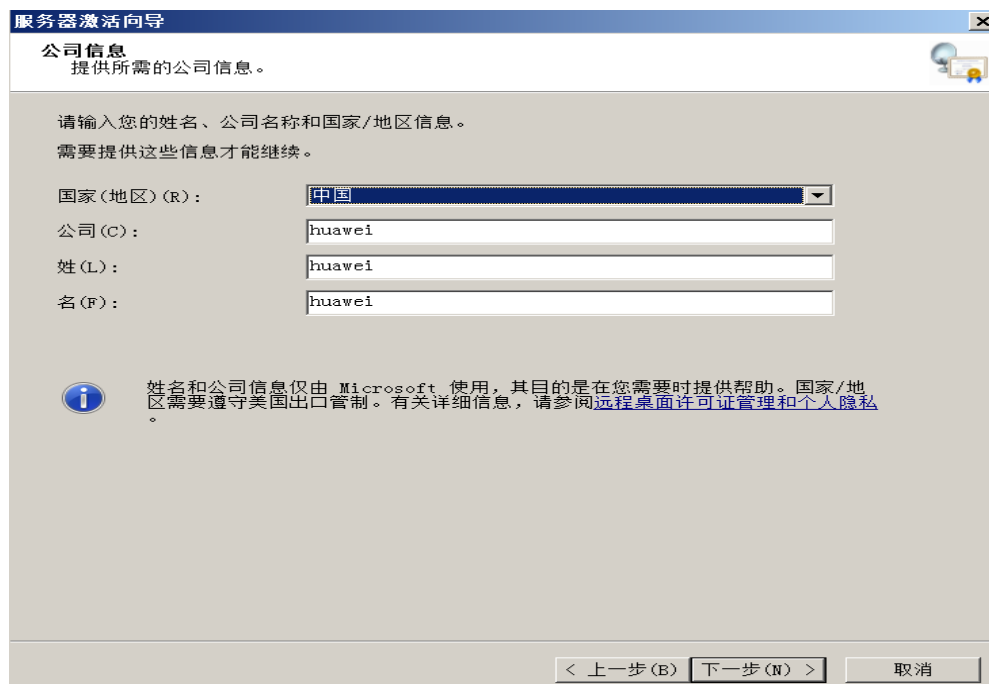 服务器激活向导
公司信息
提供所需的公司信息。
请输入您的姓名、公司名称和国家/地区信息。
需要提供这些信息才能继续。
国家(地区)(R): 中国
公司(C): huawei
姓(L): huawei
名(F): huawei
姓名和公司信息仅由 Microsoft 使用，其目的是在您需要时提供帮助。国家/地
区需要遵守美国出口管制。有关详细信息，请参阅远程桌面许可证管理和个人隐私
。
< 上一步(B) 下一步(N) > 取消